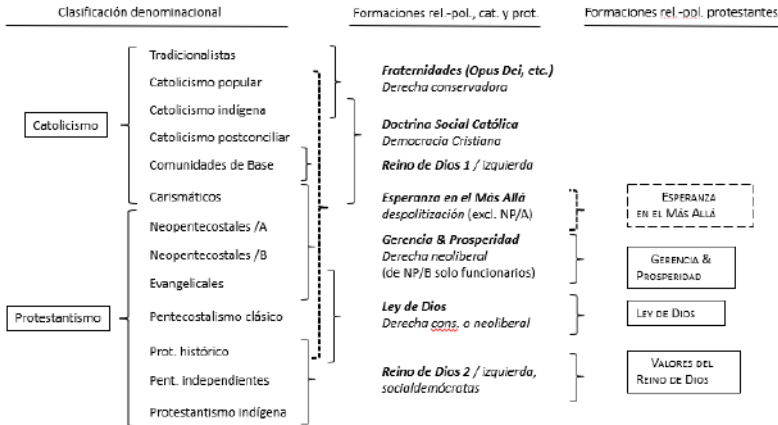 Clasificación denominacional
Formaciones rel.-pol., cat. y prot.
Formaciones rel.-pol. protestantes
Catolicismo
Tradicionalistas
Catolicismo popular
Catolicismo indígena
Catolicismo postconciliar
Comunidades de Base
Carismáticos
Protestantismo
Neopentecostales /A
Neopentecostales /B
Evangelicales
Pentecostalismo clásico
Prot. histórico
Pent. independientes
Protestantismo indígena
Fraternidades (Opus Dei, etc.)
Derecha conservadora
Doctrina Social Católica
Democracia Cristiana
Reino de Dios 1 / izquierda
Esperanza en el Más Allá
despolitización (excl. NP/A)
Gerencia & Prosperidad
Derecha neoliberal
(de NP/B solo funcionarios)
Ley de Dios
Derecha cons. o neoliberal
Reino de Dios 2 / izquierda,
socialdemócratas
ESPERANZA
EN EL MÁS ALLÁ
GERENCIA &
PROSPERIDAD
LEY DE DIOS
VALORES DEL
REINO DE DIOS